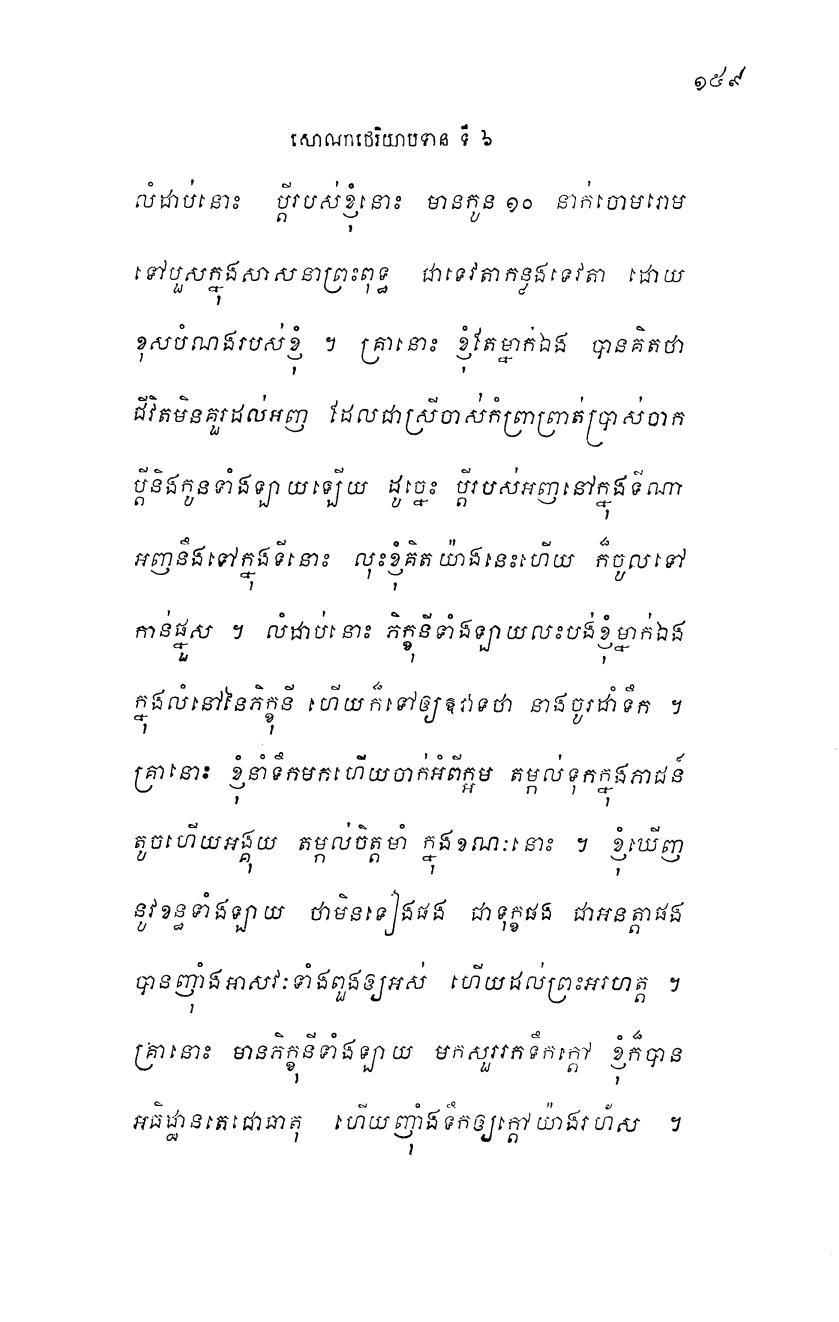 ១៥៩
សោណាថេរិយាបទាន ទី ៦
លំដាប់នោះ ប្តីរបស់ខ្ញុំនោះ មានកូន ១០ នាក់ចោមរោម
ទៅបួសក្នុងសាសនាព្រះពុទ្ធ ជាទេវតាកន្លងទេវតា ដោយ
ខុសបំណងរបស់ខ្ញុំ ។ គ្រានោះ ខ្ញុំតែម្នាក់ឯង បានគិតថា
ជីវិតមិនគួរដល់អញ ដែលជាស្រីចាស់កំព្រាព្រាត់ប្រាស់ចាក
ប្តីនិងកូនទាំងឡាយឡើយ ដូច្នេះ ប្តីរបស់អញនៅក្នុងទីណា
អញនឹងទៅក្នុងទីនោះ លុះខ្ញុំគិតយ៉ាងនេះហើយ ក៏ចូលទៅ
កាន់ផ្នួស ។ លំដាប់នោះ ភិក្ខុនីទាំងឡាយលះបង់ខ្ញុំម្នាក់ឯង
ក្នុងលំនៅនៃភិក្ខុនី ហើយក៏ទៅឲ្យឱវាទថា នាងចូរដាំទឹក ។
គ្រានោះ ខ្ញុំនាំទឹកមកហើយចាក់អំពីក្អម តម្កល់ទុកក្នុងភាជន៍
តូចហើយអង្គុយ តម្កល់ចិត្តមាំ ក្នុងខណៈនោះ ។ ខ្ញុំឃើញ
នូវខន្ធទាំងឡាយ ថាមិនទៀងផង ជាទុក្ខផង ជាអនត្តាផង
បានញ៉ាំងអាសវៈទាំងពួងឲ្យអស់ ហើយដល់ព្រះអរហត្ត ។
គ្រានោះ មានភិក្ខុនីទាំងឡាយ មកសួររកទឹកក្តៅ ខ្ញុំក៏បាន
អធិដ្ឋានតេជោធាតុ ហើយញ៉ាំងទឹកឲ្យក្តៅយ៉ាងរហ័ស ។